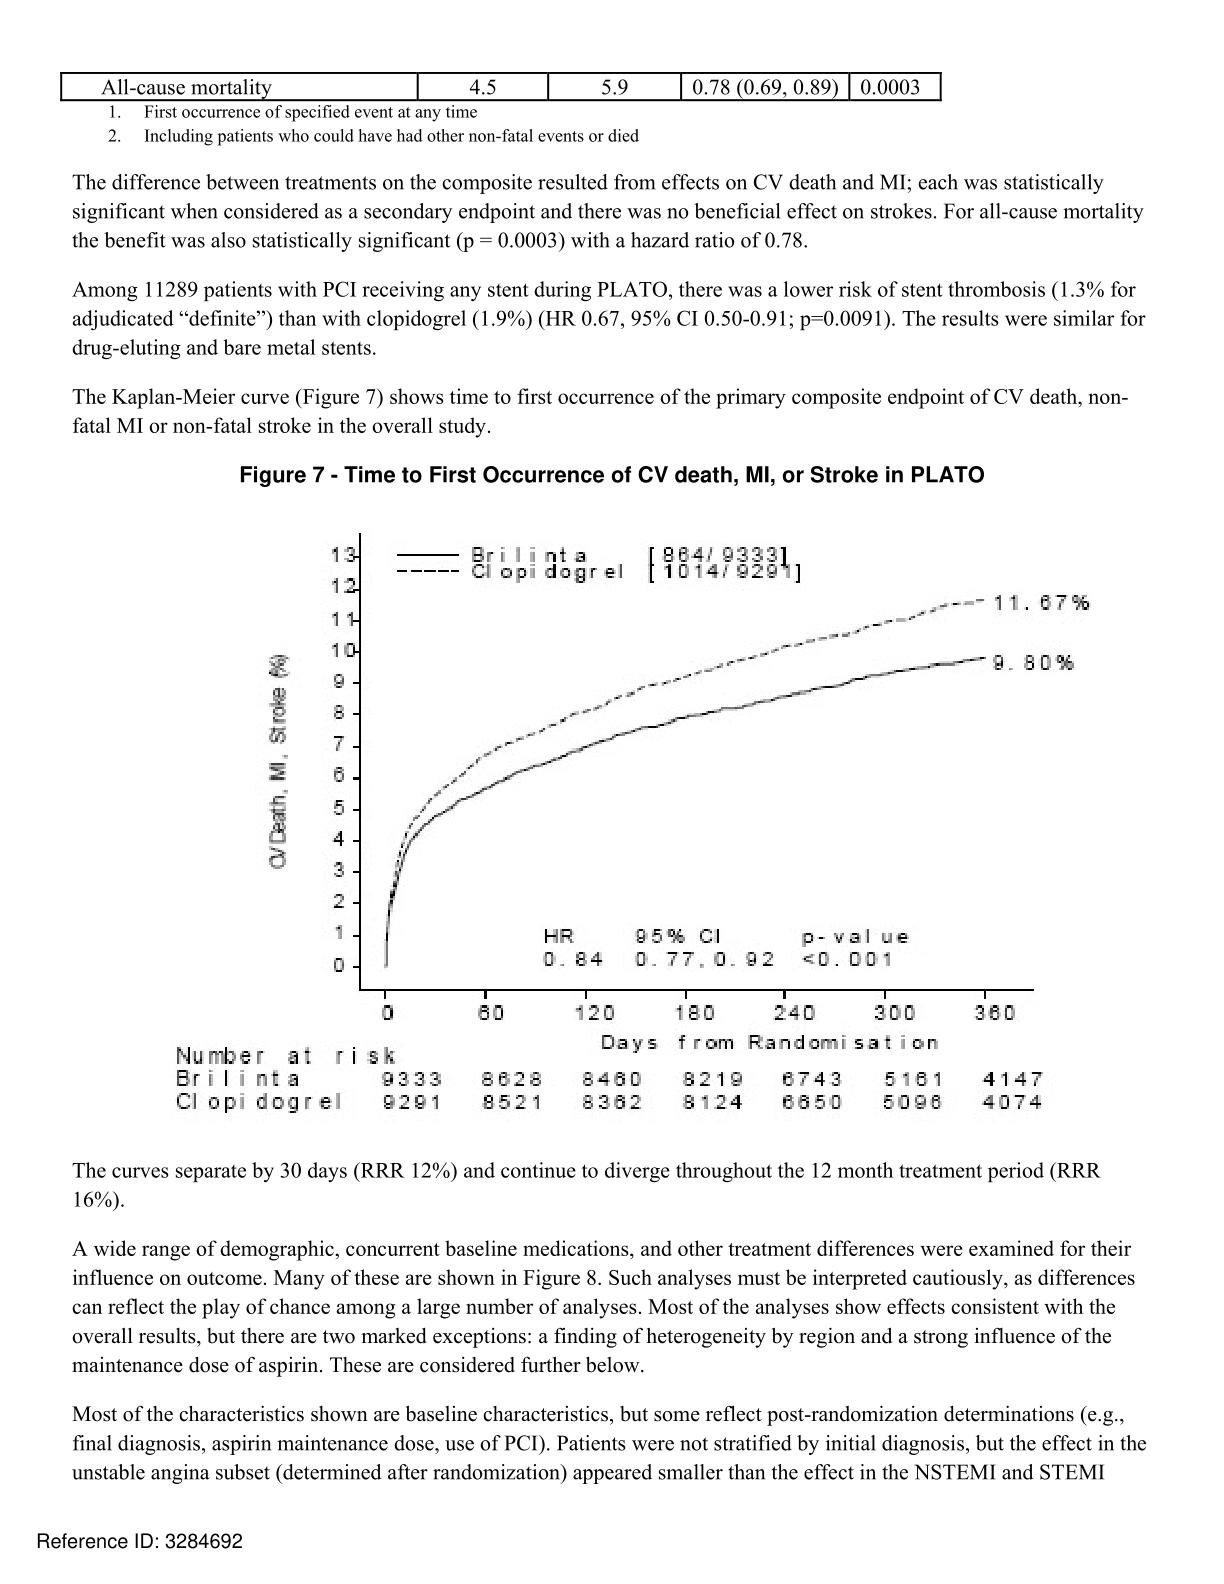 All-cause mortality 4.5 5.9 0.78 (0.69, 0.89) 0.0003
1. First occurrence of specified event at any time
2. Including patients who could have had other non-fatal events or died
The difference between treatments on the composite resulted from effects on CV death and MI; each was statistically
significant when considered as a secondary endpoint and there was no beneficial effect on strokes. For all-cause mortality
the benefit was also statistically significant (p = 0.0003) with a hazard ratio of 0.78.
Among 11289 patients with PCI receiving any stent during PLATO, there was a lower risk of stent thrombosis (1.3% for
adjudicated “definite”) than with clopidogrel (1.9%) (HR 0.67, 95% CI 0.50-0.91; p=0.0091). The results were similar for
drug-eluting and bare metal stents.
The Kaplan-Meier curve (Figure 7) shows time to first occurrence of the primary composite endpoint of CV death, non-
fatal MI or non-fatal stroke in the overall study.
Figure 7 - Time to First Occurrence of CV death, MI, or Stroke in PLATO
Brilinta [ 864/ 9333]
Clopidogrel [ 1014/ 9291]
13
12
11
10
9
8
7
6
5
4
3
2
1
0
CV Death, MI, Stroke (%)
11.67%
9.80%
HR 95% CI p-value
0.84 0.77, 0.92 <0.001
0 60 120 180 240 300 360
Days from Randomisation
Number at risk
Brilinta 9333 8628 8460 8219 6743 5161 4147
Clopidogrel 9291 8521 8362 8124 6650 5096 4074
The curves separate by 30 days (RRR 12%) and continue to diverge throughout the 12 month treatment period (RRR
16%).
A wide range of demographic, concurrent baseline medications, and other treatment differences were examined for their
influence on outcome. Many of these are shown in Figure 8. Such analyses must be interpreted cautiously, as differences
can reflect the play of chance among a large number of analyses. Most of the analyses show effects consistent with the
overall results, but there are two marked exceptions: a finding of heterogeneity by region and a strong influence of the
maintenance dose of aspirin. These are considered further below.
Most of the characteristics shown are baseline characteristics, but some reflect post-randomization determinations (e.g.,
final diagnosis, aspirin maintenance dose, use of PCI). Patients were not stratified by initial diagnosis, but the effect in the
unstable angina subset (determined after randomization) appeared smaller than the effect in the NSTEMI and STEMI
Reference ID: 3284692